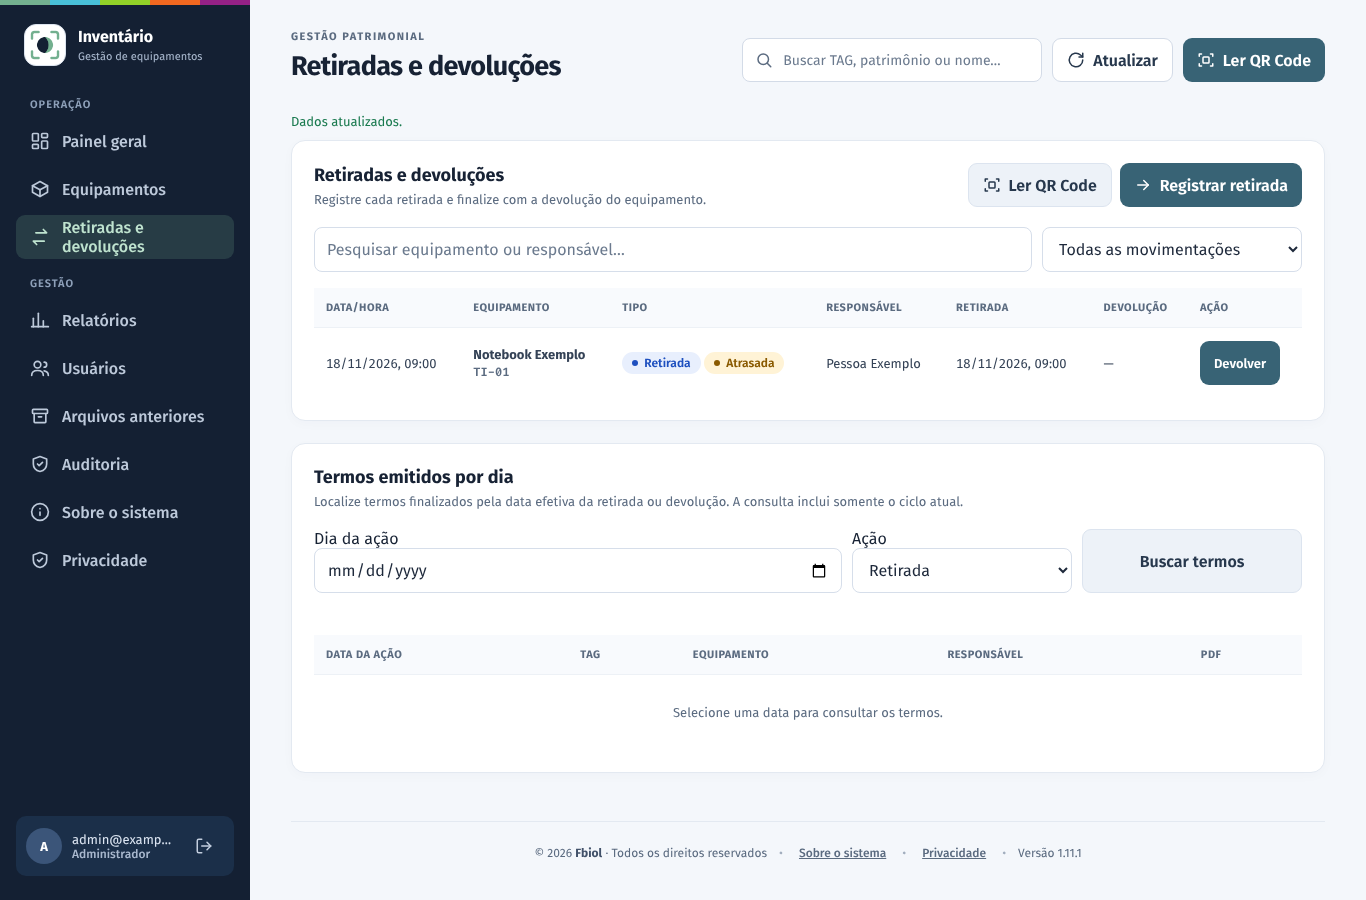 Inventário
Gestão de equipamentos
OPERAÇÃO
Painel geral
Equipamentos
Retiradas e
devoluções
GESTÃO
Relatórios
Usuários
Arquivos anteriores
Auditoria
Sobre o sistema
Privacidade
A
admin@examp...
Administrador
GESTÃO PATRIMONIAL
Retiradas e devoluções
Buscar TAG, patrimônio ou nome...
Atualizar
Ler QR Code
Dados atualizados.
Retiradas e devoluções
Registre cada retirada e finalize com a devolução do equipamento.
Ler QR Code
Registrar retirada
Pesquisar equipamento ou responsável...
Todas as movimentações
DATA/HORA EQUIPAMENTO TIPO RESPONSÁVEL RETIRADA DEVOLUÇÃO AÇÃO
18/11/2026, 09:00 Notebook Exemplo Retirada Atrasada Pessoa Exemplo 18/11/2026, 09:00 — Devolver
TI-01
Termos emitidos por dia
Localize termos finalizados pela data efetiva da retirada ou devolução. A consulta inclui somente o ciclo atual.
Dia da ação
mm/dd/yyyy
Ação
Retirada
Buscar termos
DATA DA AÇÃO TAG EQUIPAMENTO RESPONSÁVEL PDF
Selecione uma data para consultar os termos.
© 2026 Fbiol · Todos os direitos reservados • Sobre o sistema • Privacidade • Versão 1.11.1